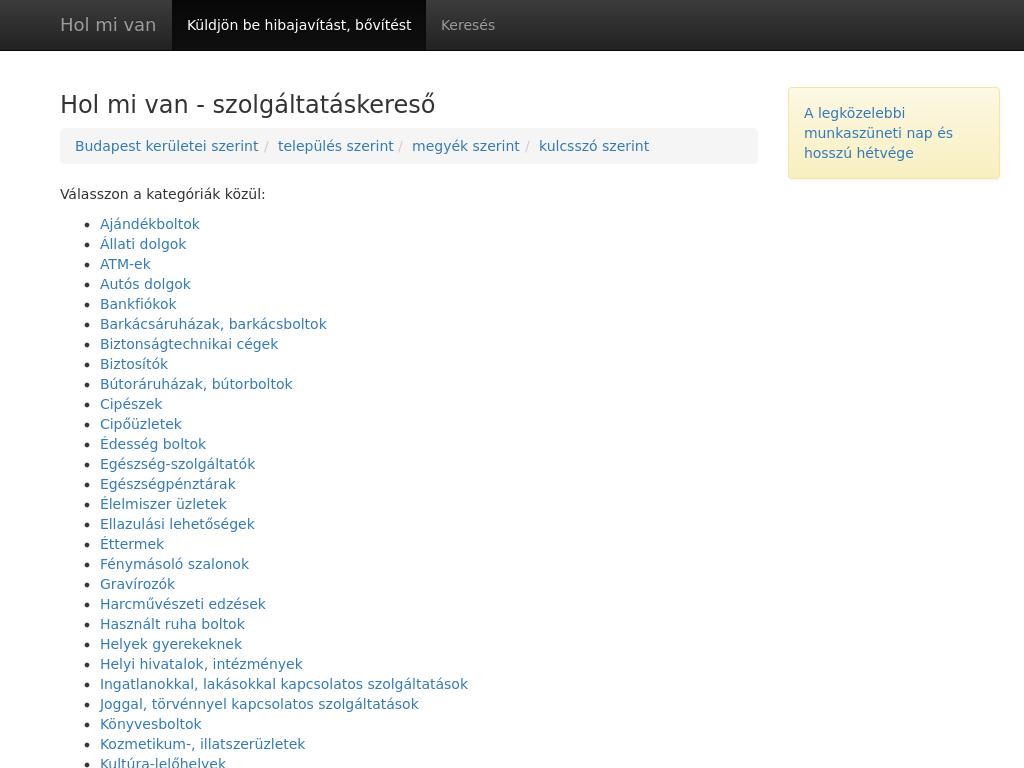 Hol mi van
Küldjön be hibajavítást, bővítést
Keresés
Hol mi van - szolgáltatáskereső
Budapest kerületei szerint / település szerint / megyék szerint / kulcsszó szerint
A legközelebbi
munkaszüneti nap és
hosszú hétvége
Válasszon a kategóriák közül:
• Ajándékboltok
• Állati dolgok
• ATM-ek
• Autós dolgok
• Bankfiókok
• Barkácsáruházak, barkácsboltok
• Biztonságtechnikai cégek
• Biztosítók
• Bútoráruházak, bútorboltok
• Cipészek
• Cipőüzletek
• Édesség boltok
• Egészség-szolgáltatók
• Egészségpénztárak
• Élelmiszer üzletek
• Ellazulási lehetőségek
• Éttermek
• Fénymásoló szalonok
• Gravírozók
• Harcművészeti edzések
• Használt ruha boltok
• Helyek gyerekeknek
• Helyi hivatalok, intézmények
• Ingatlanokkal, lakásokkal kapcsolatos szolgáltatások
• Joggal, törvénnyel kapcsolatos szolgáltatások
• Könyvesboltok
• Kozmetikum-, illatszerüzletek
• Kultúra-lelőhelyek